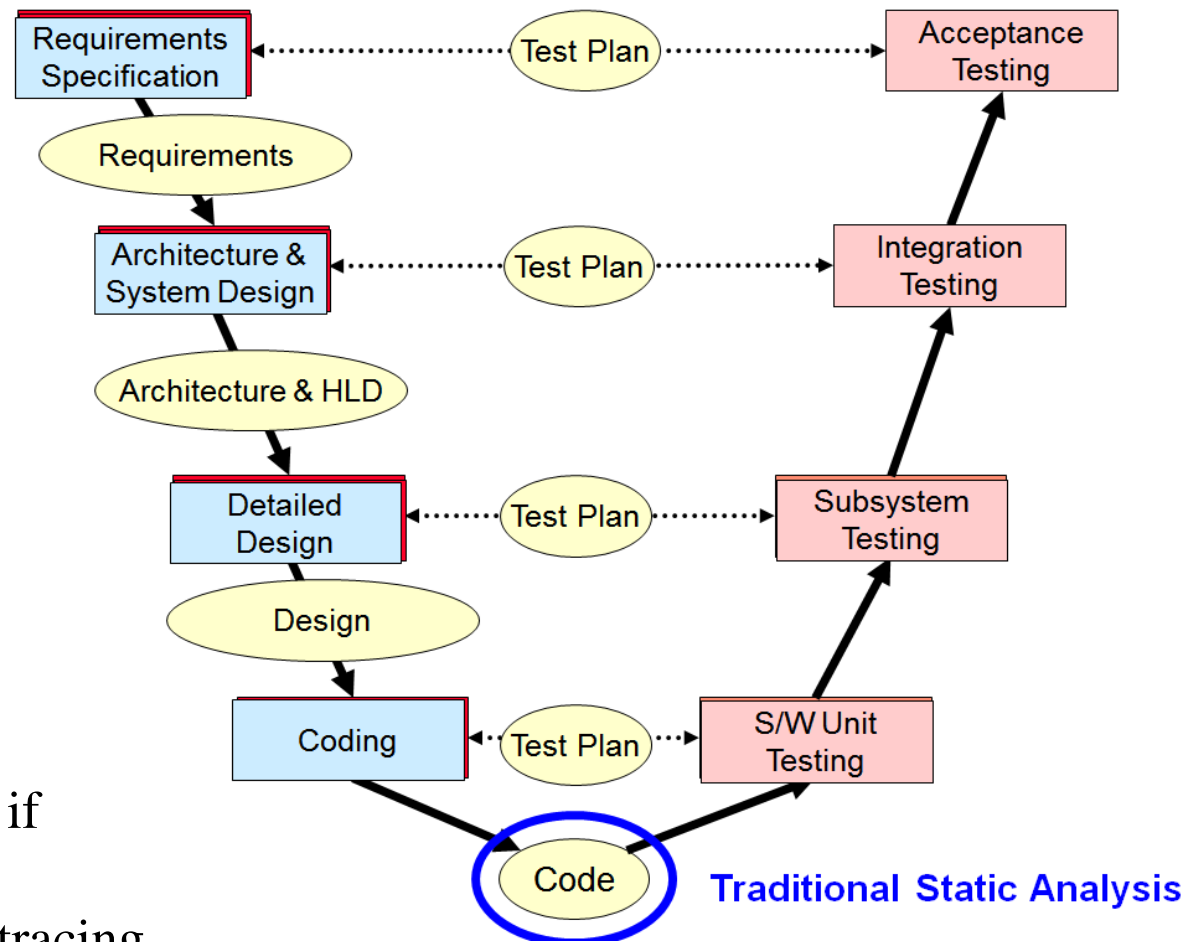 Requirements
Specification
Test Plan
Acceptance
Testing
Requirements
Architecture &
System Design
Test Plan
Integration
Testing
Architecture & HLD
Detailed
Design
Test Plan
Subsystem
Testing
Design
Coding
Test Plan
S/W Unit
Testing
if
Code
Traditional Static Analysis
tracing